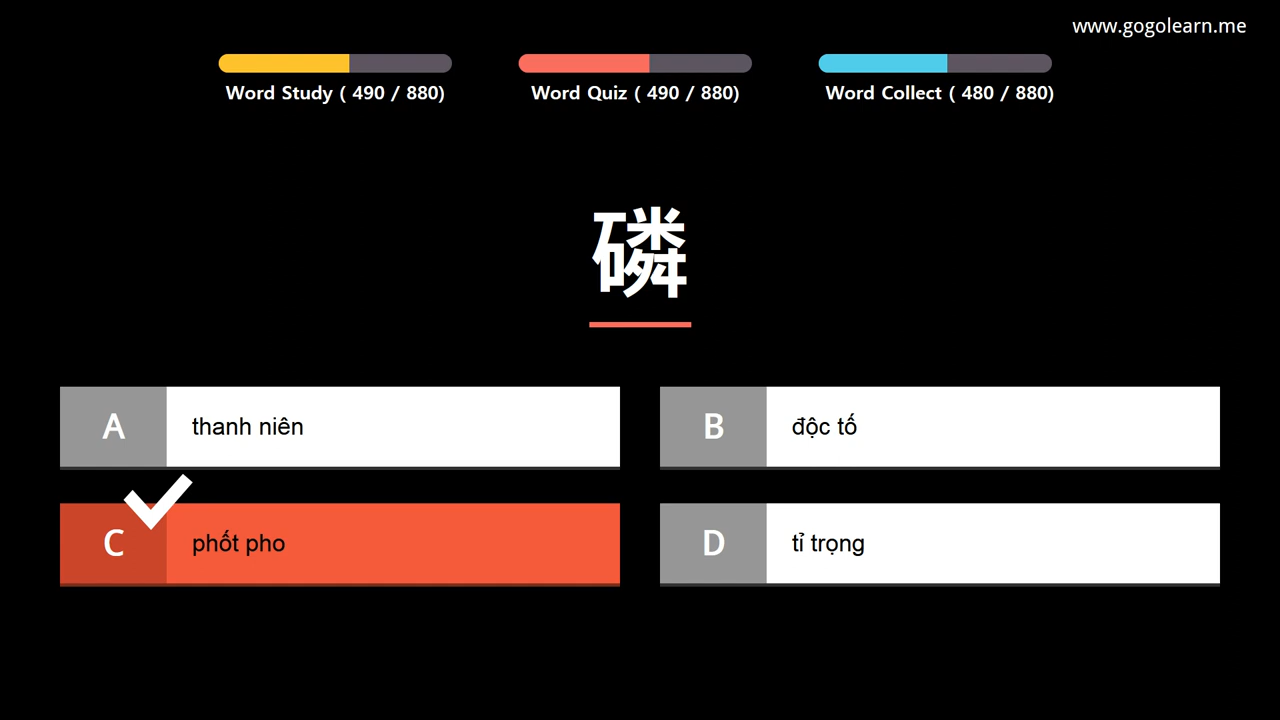 www.gogolearn.me
Word Study ( 490 / 880)
Word Quiz ( 490 / 880)
Word Collect ( 480 / 880)
磷
A thanh niên
B độc tố
C phốt pho
D tỉ trọng